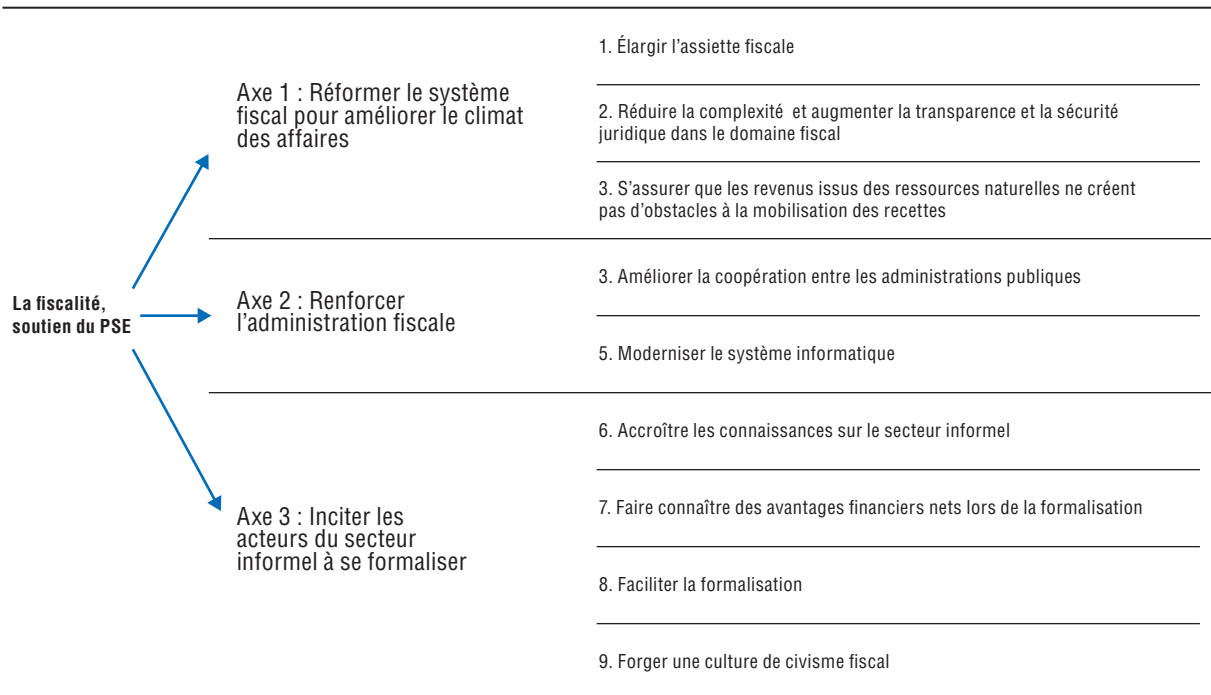 La fiscalité,
soutien du PSE
Axe 1 : Réformer le système
fiscal pour améliorer le climat
des affaires
1. Élargir l’assiette fiscale
2. Réduire la complexité et augmenter la transparence et la sécurité
juridique dans le domaine fiscal
3. S’assurer que les revenus issus des ressources naturelles ne créent
pas d’obstacles à la mobilisation des recettes
Axe 2 : Renforcer
l’administration fiscale
3. Améliorer la coopération entre les administrations publiques
5. Moderniser le système informatique
Axe 3 : Inciter les
acteurs du secteur
informel à se formaliser
6. Accroître les connaissances sur le secteur informel
7. Faire connaître des avantages financiers nets lors de la formalisation
8. Faciliter la formalisation
9. Forger une culture de civisme fiscal